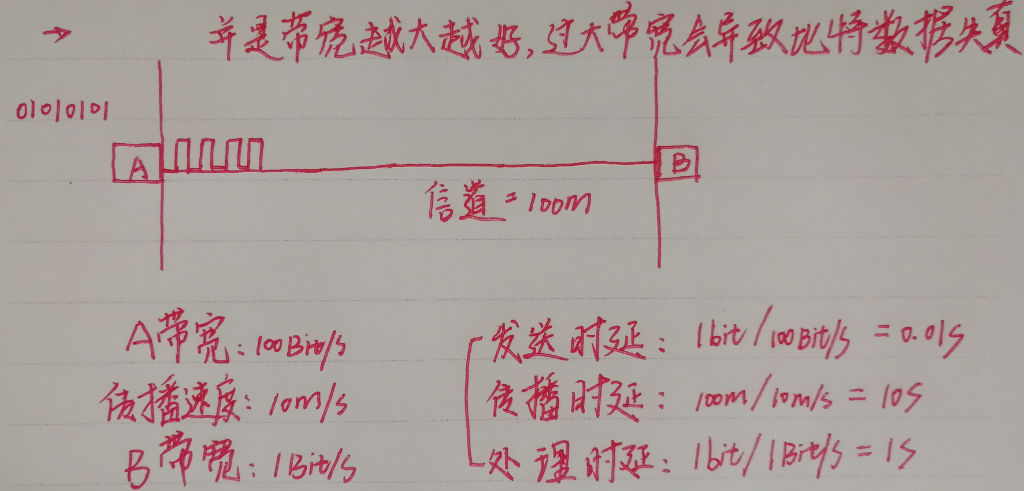 → 并是带宽越大越好,过大带宽会导致比特数据失真
01010101
A B
信道=100m
A带宽:100Bit/s
传播速度:10m/s
B带宽:1Bit/s
发送时延:1bit/100Bit/s=0.01s
传播时延:100m/10m/s=10s
处理时延:1bit/1Bit/s=1s